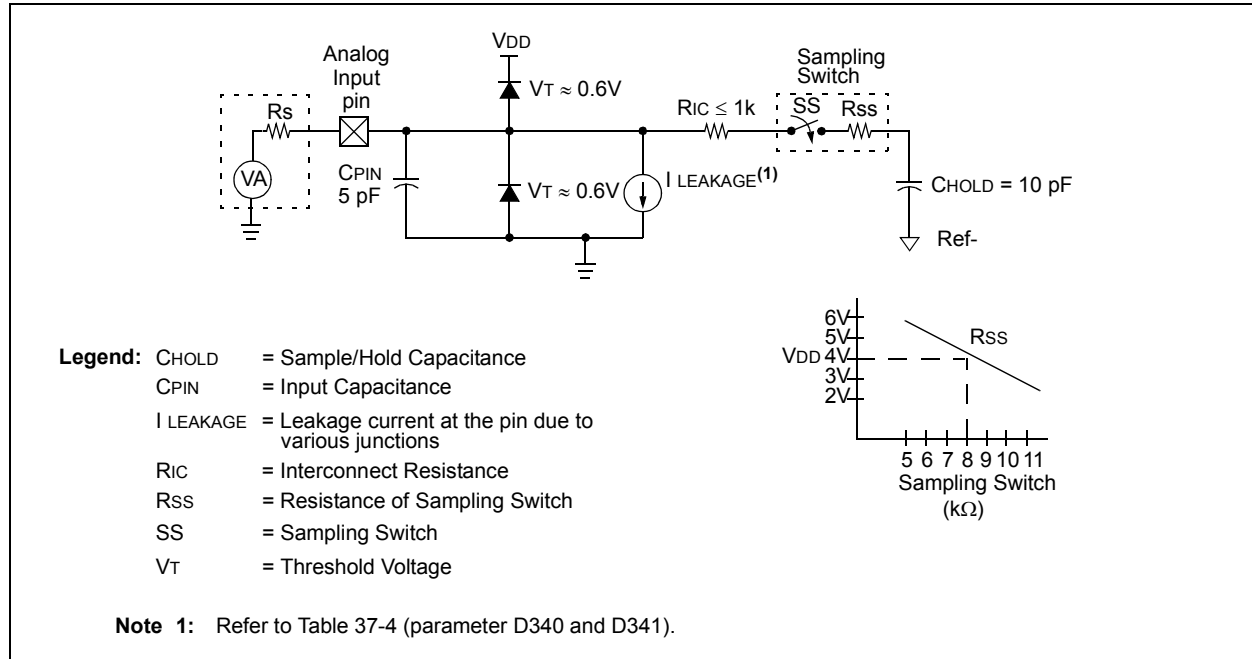 VDD
Analog
Input
pin
Sampling
Switch
Rs
VT ≈ 0.6V
RIC ≤ 1k
SS
Rss
VA
CPIN
5 pF
VT ≈ 0.6V
I LEAKAGE(1)
CHOLD = 10 pF
Ref-
6V
5V
VDD 4V
3V
2V
RSS
5 6 7 8 9 10 11
Sampling Switch
(kΩ)
Legend: CHOLD = Sample/Hold Capacitance
CPIN = Input Capacitance
I LEAKAGE = Leakage current at the pin due to
various junctions
RIC = Interconnect Resistance
RSS = Resistance of Sampling Switch
SS = Sampling Switch
VT = Threshold Voltage
Note 1: Refer to Table 37-4 (parameter D340 and D341).